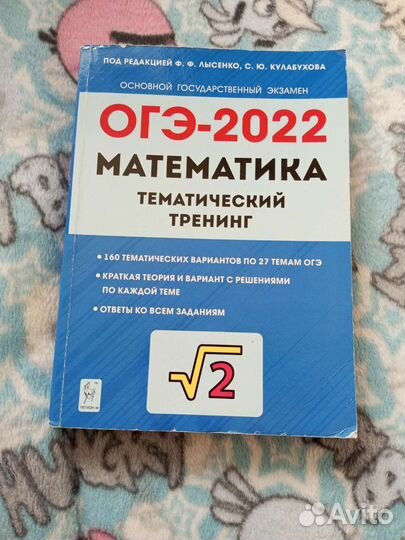 ПОД РЕДАКЦИЕЙ Ф. Ф. ЛЫСЕНКО, С. Ю. КУЛАБУХОВА
ОСНОВНОЙ ГОСУДАРСТВЕННЫЙ ЭКЗАМЕН
ОГЭ-2022
МАТЕМАТИКА
ТЕМАТИЧЕСКИЙ
ТРЕНИНГ
• 160 ТЕМАТИЧЕСКИХ ВАРИАНТОВ ПО 27 ТЕМАМ ОГЭ
• КРАТКАЯ ТЕОРИЯ И ВАРИАНТ С РЕШЕНИЯМИ
ПО КАЖДОЙ ТЕМЕ
• ОТВЕТЫ КО ВСЕМ ЗАДАНИЯМ
√2
ЛЕГИОН-М
Avito